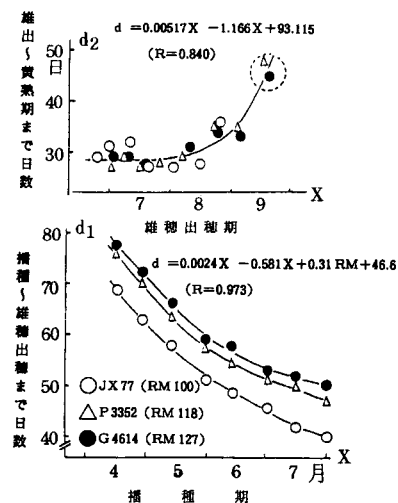 d = 0.00517X − 1.166X + 93.115
(R = 0.840)
d2
50
日
40
30
雄出～黄熟期まで日数
7
8
9
X
雄穂出穂期
d1
80
70
60
50
40
播種～雄穂出穂まで日数
d = 0.0024X − 0.581X + 0.31 RM + 46.6
(R = 0.973)
○ JX 77 (RM 100)
△ P 3352 (RM 118)
● G 4614 (RM 127)
4
5
6
7 月
X
播種期